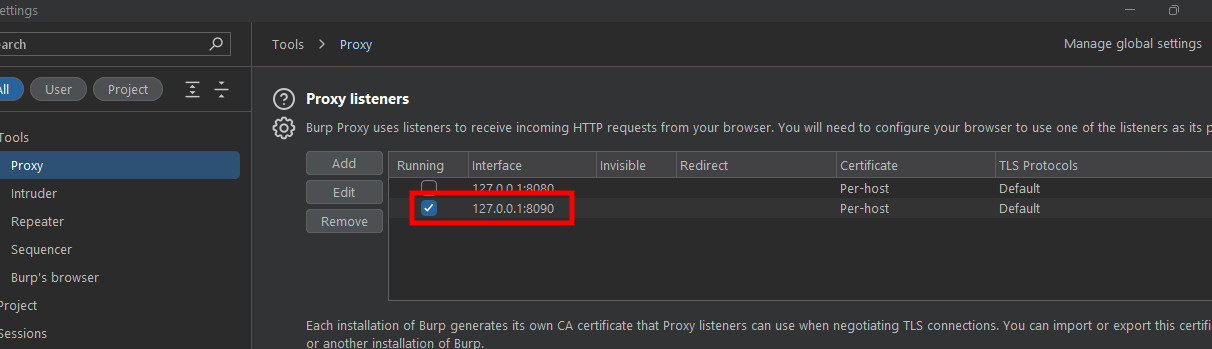 ettings
earch
Tools > Proxy
Manage global settings
All
User
Project
Proxy listeners
Burp Proxy uses listeners to receive incoming HTTP requests from your browser. You will need to configure your browser to use one of the listeners as its p
Tools
Proxy
Intruder
Repeater
Sequencer
Burp's browser
Project
Sessions
Add
Edit
Remove
Running Interface Invisible Redirect Certificate TLS Protocols
127.0.0.1:8080 Per-host Default
127.0.0.1:8090 Per-host Default
Each installation of Burp generates its own CA certificate that Proxy listeners can use when negotiating TLS connections. You can import or export this certifi
or another installation of Burp.